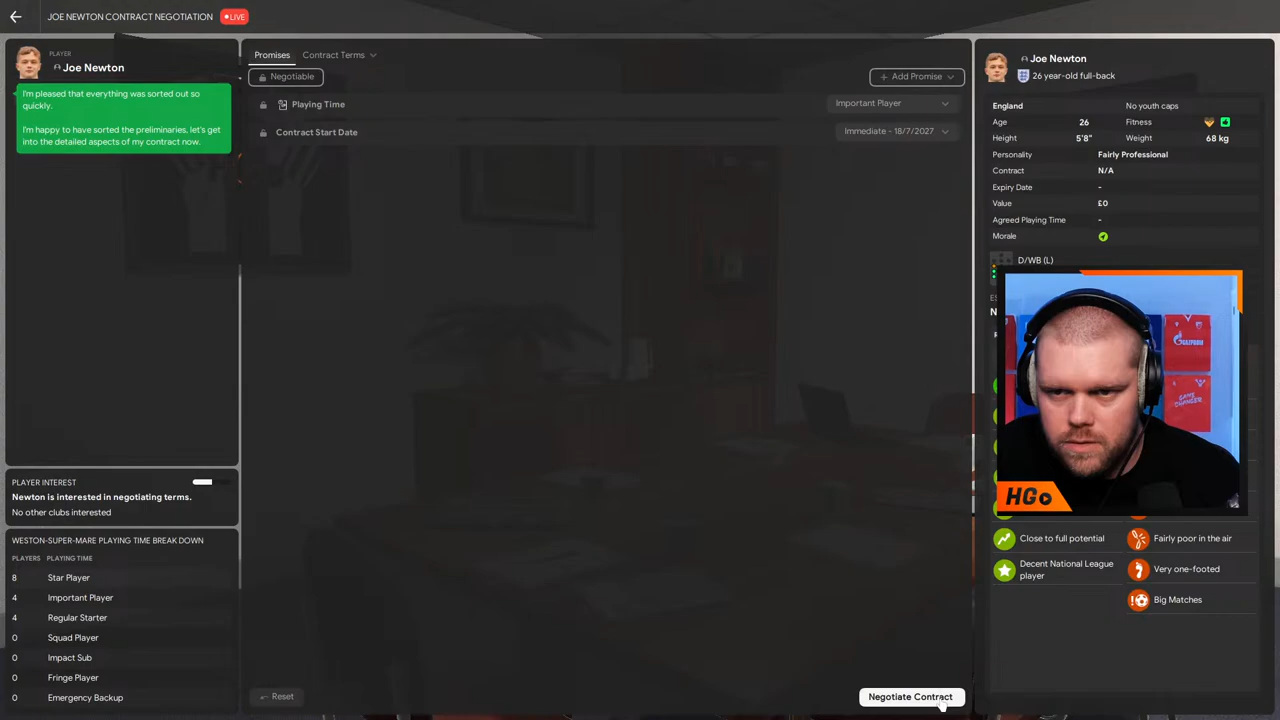 JOE NEWTON CONTRACT NEGOTIATION
LIVE
PLAYER
Joe Newton
I'm pleased that everything was sorted out so
quickly.
I'm happy to have sorted the preliminaries, let's get
into the detailed aspects of my contract now.
PLAYER INTEREST
Newton is interested in negotiating terms.
No other clubs interested
WESTON-SUPER-MARE PLAYING TIME BREAK DOWN
PLAYERS PLAYING TIME
8 Star Player
4 Important Player
4 Regular Starter
0 Squad Player
0 Impact Sub
0 Fringe Player
0 Emergency Backup
Promises Contract Terms
Negotiable
Add Promise
Playing Time Important Player
Contract Start Date Immediate - 18/7/2027
Reset
Negotiate Contract
Joe Newton
26 year-old full-back
England No youth caps
Age 26 Fitness
Height 5'8" Weight 68 kg
Personality Fairly Professional
Contract N/A
Expiry Date -
Value £0
Agreed Playing Time -
Morale
D/WB (L)
GAZPROM
GAME
CHANGER
HGo
Close to full potential Fairly poor in the air
Decent National League
player
Very one-footed
Big Matches